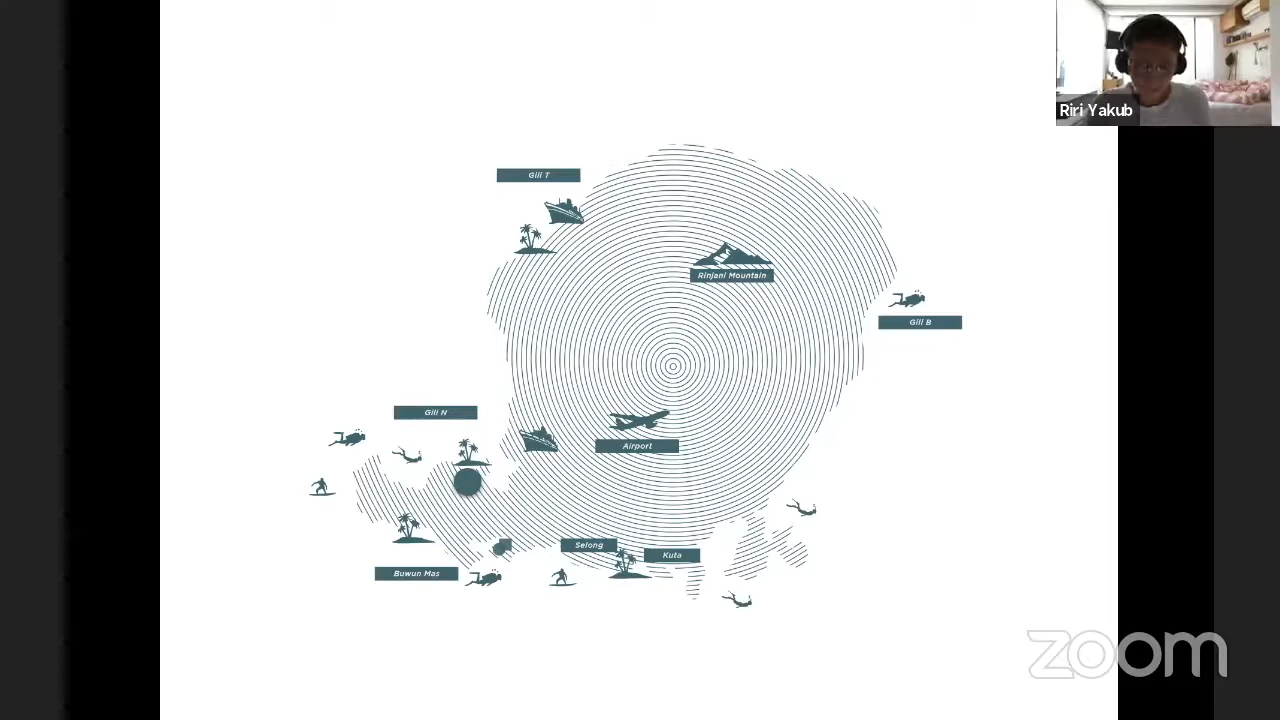 Riri Yakub
Gili T
Rinjani Mountain
Gili B
Gili N
Airport
Selong
Kuta
Buwun Mas
zoom